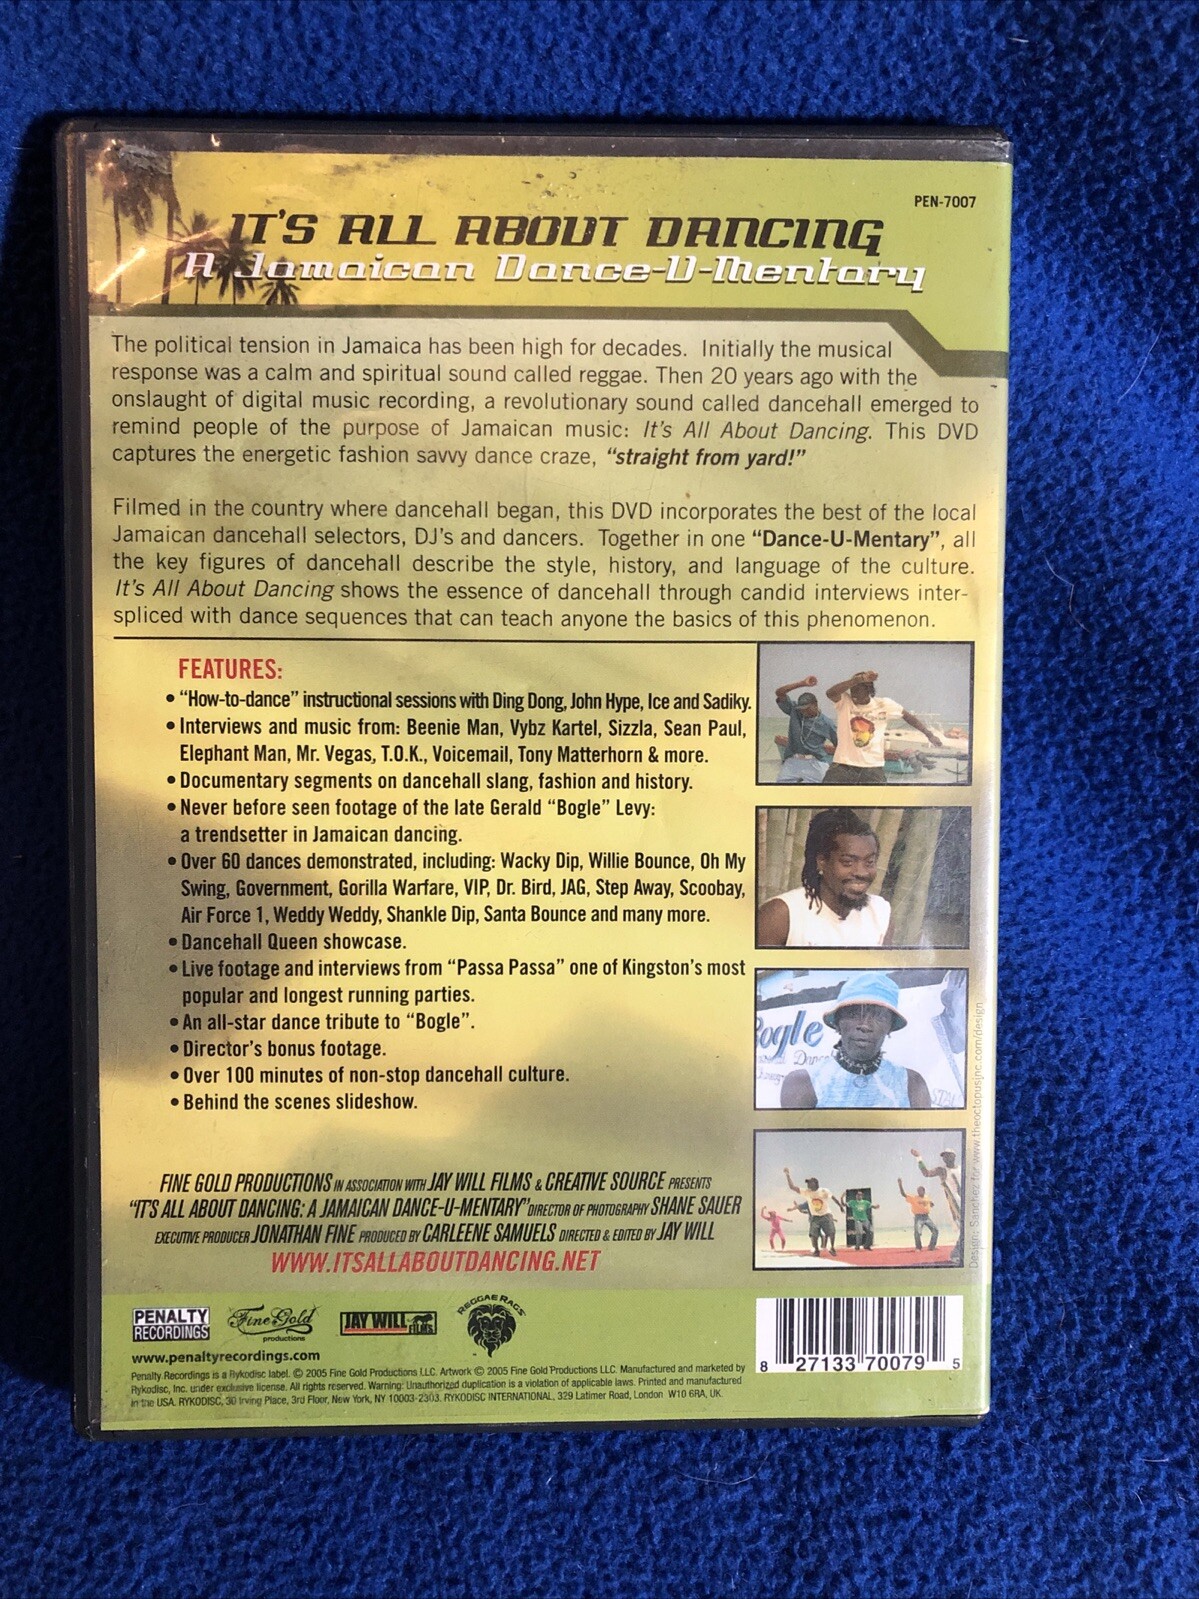 PEN-7007
IT'S ALL ABOUT DANCING
A Jamaican Dance-U-Mentary
The political tension in Jamaica has been high for decades. Initially the musical
response was a calm and spiritual sound called reggae. Then 20 years ago with the
onslaught of digital music recording, a revolutionary sound called dancehall emerged to
remind people of the purpose of Jamaican music: It's All About Dancing. This DVD
captures the energetic fashion savvy dance craze, "straight from yard!"
Filmed in the country where dancehall began, this DVD incorporates the best of the local
Jamaican dancehall selectors, DJ's and dancers. Together in one "Dance-U-Mentary", all
the key figures of dancehall describe the style, history, and language of the culture.
It's All About Dancing shows the essence of dancehall through candid interviews inter-
spliced with dance sequences that can teach anyone the basics of this phenomenon.
FEATURES:
• "How-to-dance" instructional sessions with Ding Dong, John Hype, Ice and Sadiky.
• Interviews and music from: Beenie Man, Vybz Kartel, Sizzla, Sean Paul,
Elephant Man, Mr. Vegas, T.O.K., Voicemail, Tony Matterhorn & more.
• Documentary segments on dancehall slang, fashion and history.
• Never before seen footage of the late Gerald "Bogle" Levy:
a trendsetter in Jamaican dancing.
• Over 60 dances demonstrated, including: Wacky Dip, Willie Bounce, Oh My
Swing, Government, Gorilla Warfare, VIP, Dr. Bird, JAG, Step Away, Scoobay,
Air Force 1, Weddy Weddy, Shankle Dip, Santa Bounce and many more.
• Dancehall Queen showcase.
• Live footage and interviews from "Passa Passa" one of Kingston's most
popular and longest running parties.
• An all-star dance tribute to "Bogle".
• Director's bonus footage.
• Over 100 minutes of non-stop dancehall culture.
• Behind the scenes slideshow.
Bogle
Design: Sanchez for www.theoctopusinc.com/design
FINE GOLD PRODUCTIONS IN ASSOCIATION WITH JAY WILL FILMS & CREATIVE SOURCE PRESENTS
"IT'S ALL ABOUT DANCING: A JAMAICAN DANCE-U-MENTARY" DIRECTOR OF PHOTOGRAPHY SHANE SAUER
EXECUTIVE PRODUCER JONATHAN FINE PRODUCED BY CARLEENE SAMUELS DIRECTED & EDITED BY JAY WILL
WWW.ITSALLABOUTDANCING.NET
PENALTY
RECORDINGS
Fine Gold
productions
JAY WILL
FILMS
REGGAE RAGS
8 27133 70079 5
www.penaltyrecordings.com
Penalty Recordings is a Rykodisc label. © 2005 Fine Gold Productions LLC. Artwork © 2005 Fine Gold Productions LLC. Manufactured and marketed by
Rykodisc, Inc. under exclusive license. All rights reserved. Warning: Unauthorized duplication is a violation of applicable laws. Printed and manufactured
in the USA. RYKODISC, 30 Irving Place, 3rd Floor, New York, NY 10003-2303. RYKODISC INTERNATIONAL, 329 Latimer Road, London W10 6RA, UK.